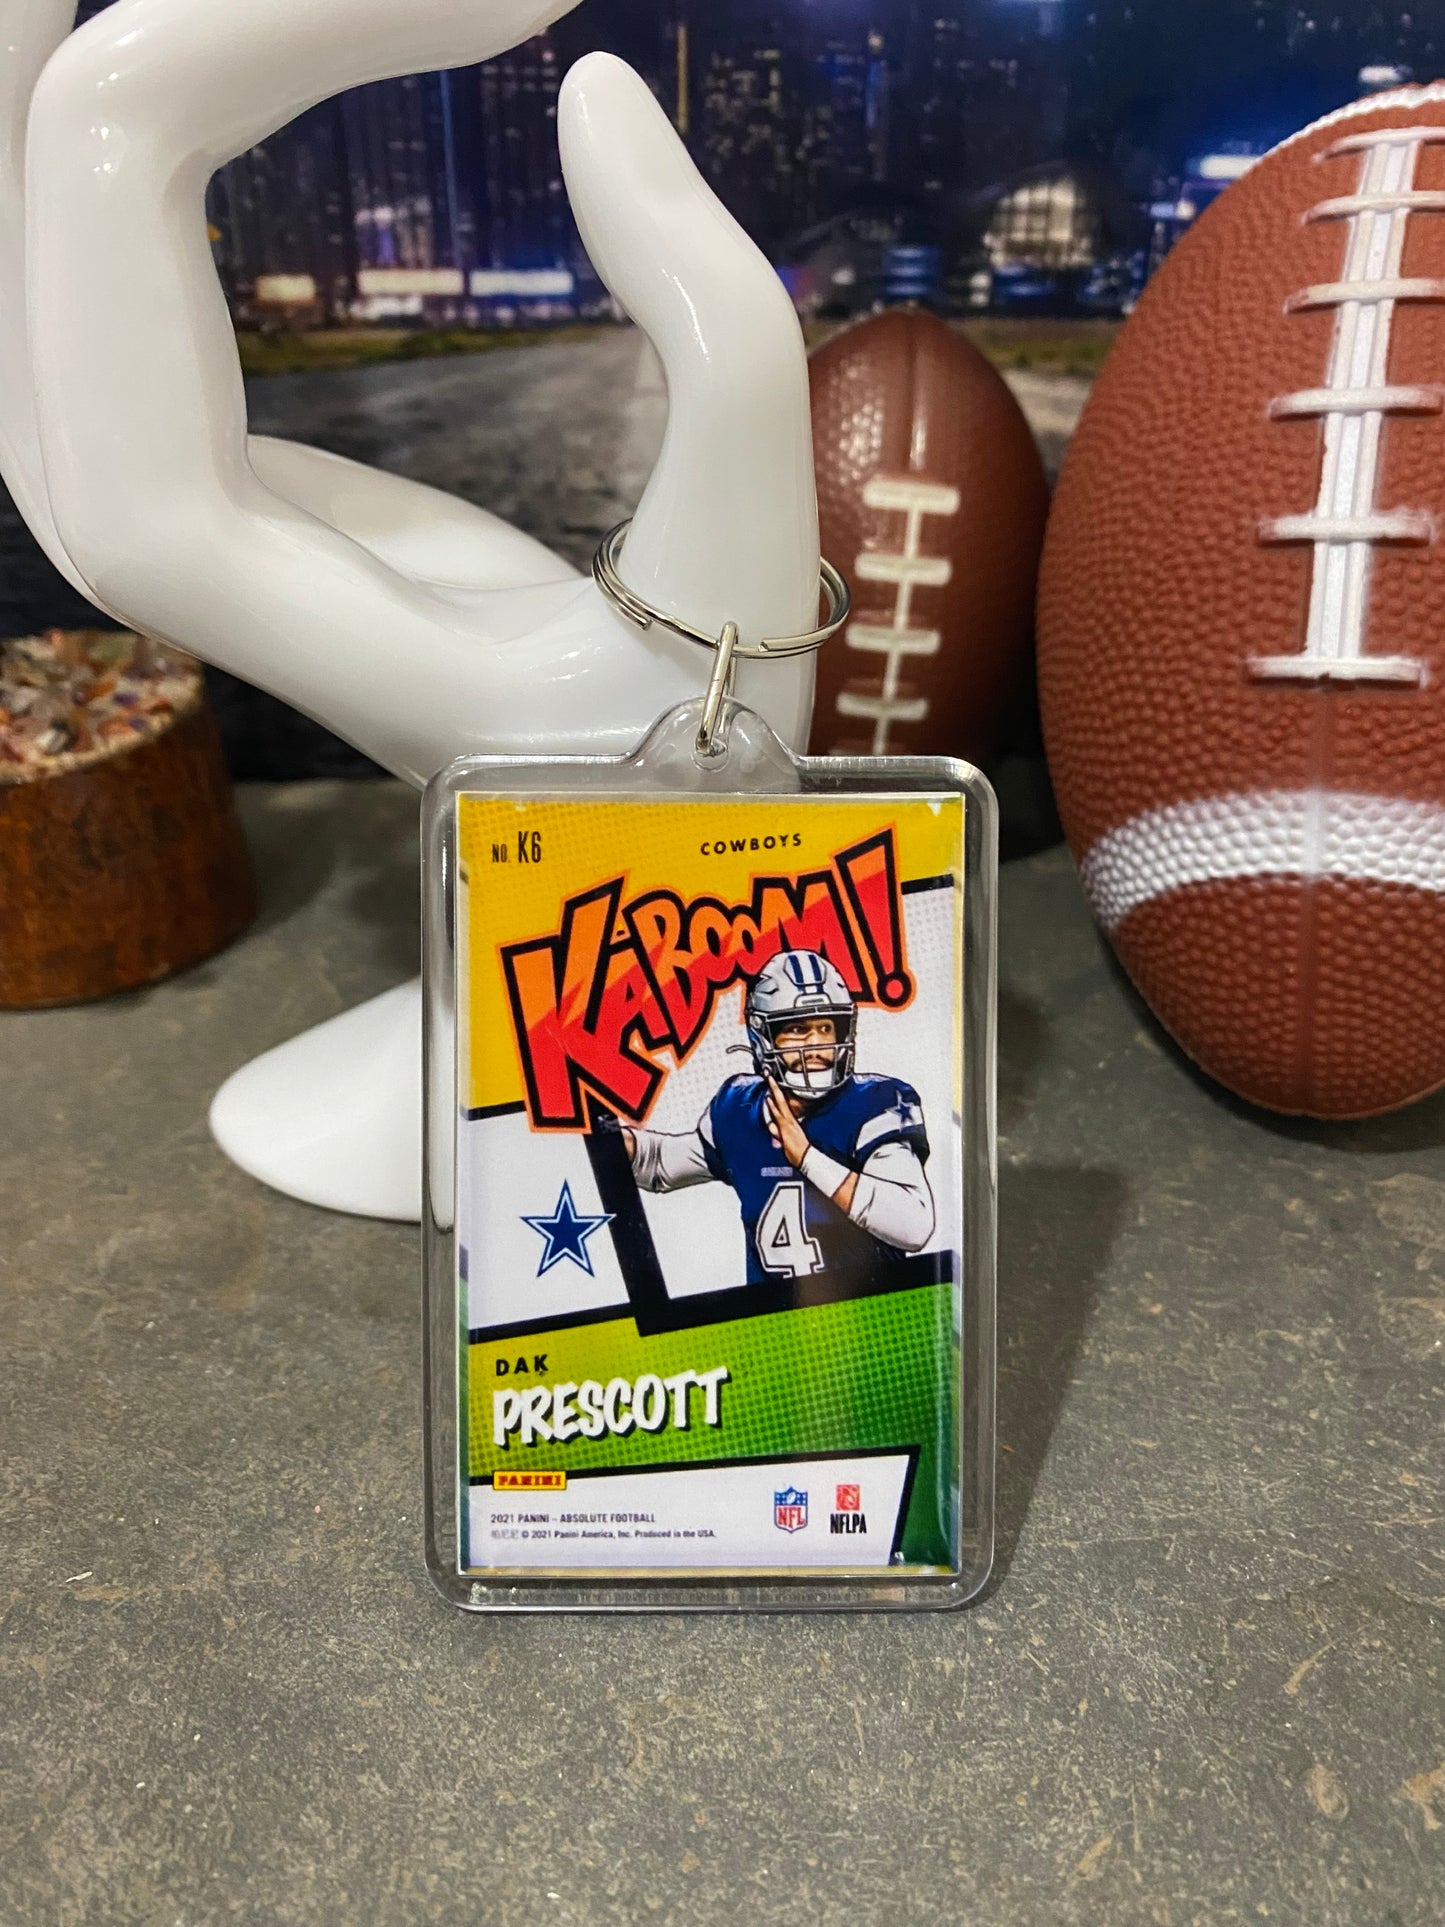 NO. K6
COWBOYS
KABOOM!
4
DAK
PRESCOTT
PANINI
2021 PANINI – ABSOLUTE FOOTBALL
© 2021 Panini America, Inc. Produced in the USA.
NFL
NFLPA